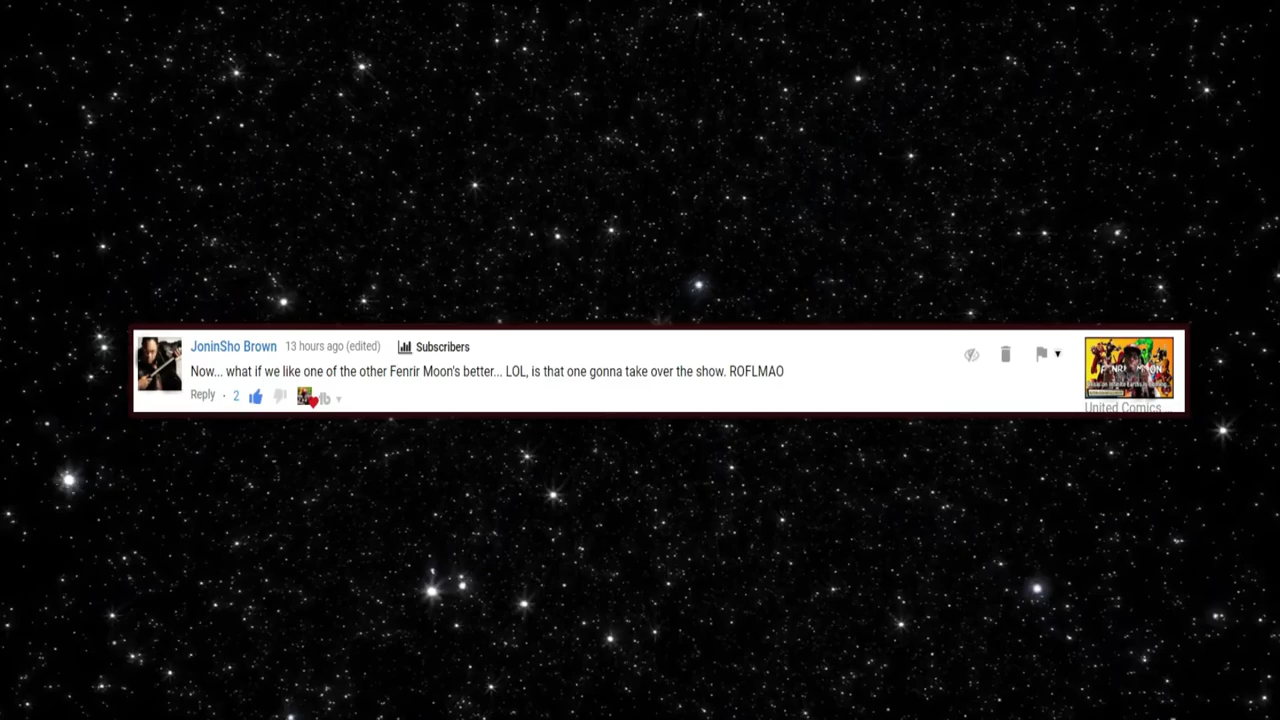 JoninSho Brown 13 hours ago (edited) Subscribers
Now... what if we like one of the other Fenrir Moon's better... LOL, is that one gonna take over the show. ROFLMAO
Reply · 2
United Comics